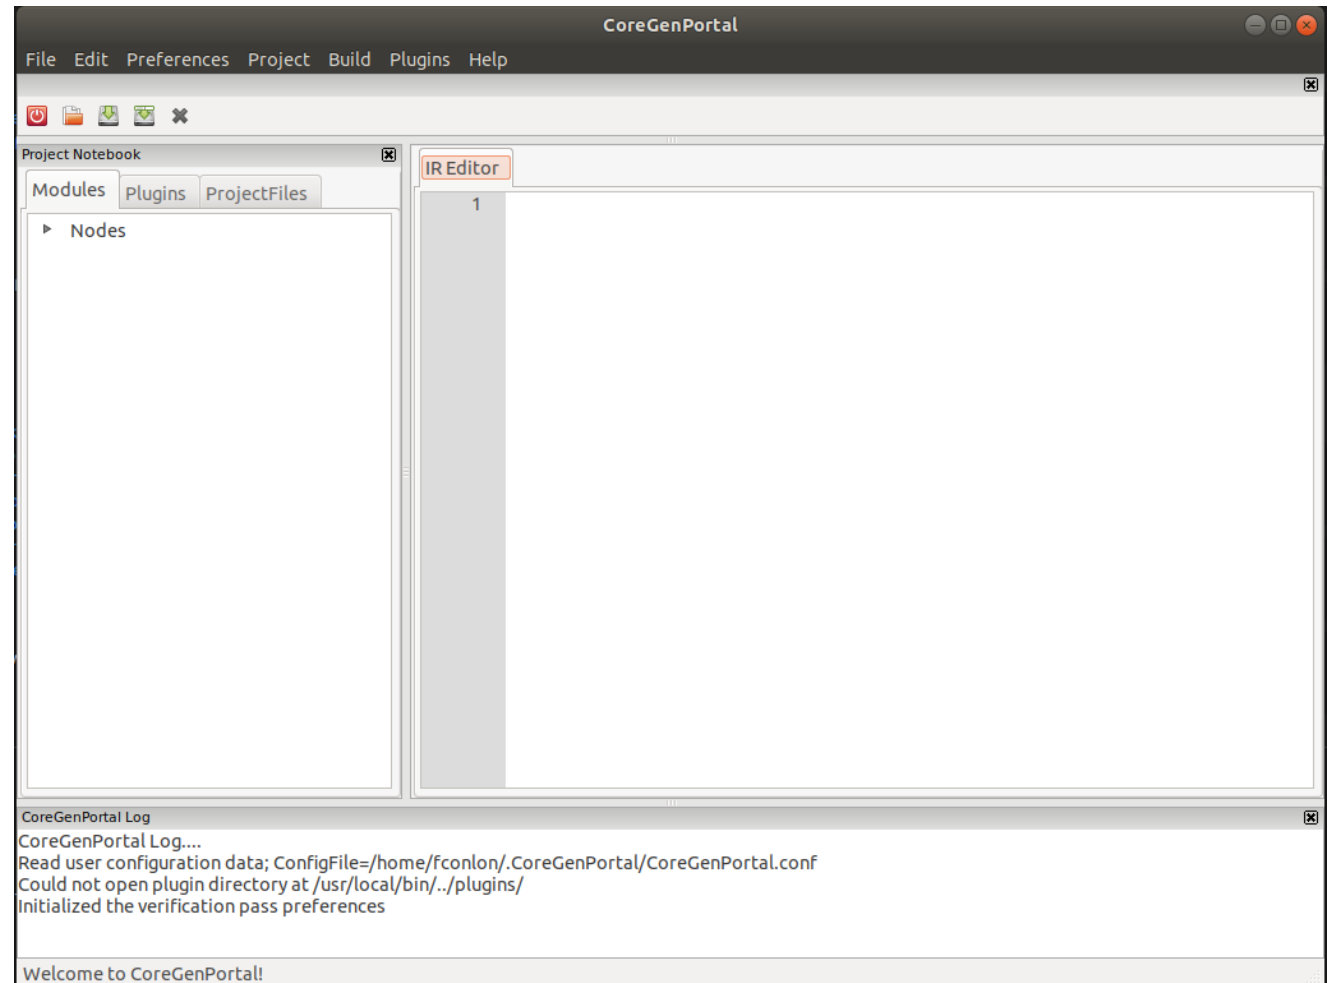 CoreGenPortal
File Edit Preferences Project Build Plugins Help
Project Notebook
Modules Plugins ProjectFiles
Nodes
IR Editor
1
CoreGenPortal Log
CoreGenPortal Log....
Read user configuration data; ConfigFile=/home/fconlon/.CoreGenPortal/CoreGenPortal.conf
Could not open plugin directory at /usr/local/bin/../plugins/
Initialized the verification pass preferences
Welcome to CoreGenPortal!